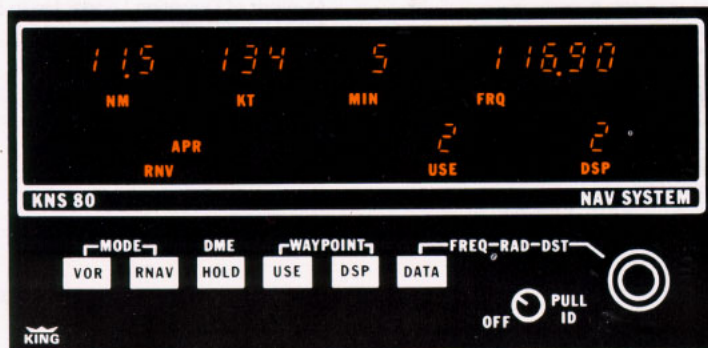 11.5 134 5 116.90
NM KT MIN FRQ
APR 2 2
RNV USE DSP
KNS 80 NAV SYSTEM
MODE DME WAYPOINT FREQ-RAD-DST
VOR RNAV HOLD USE DSP DATA
OFF PULL ID
KING